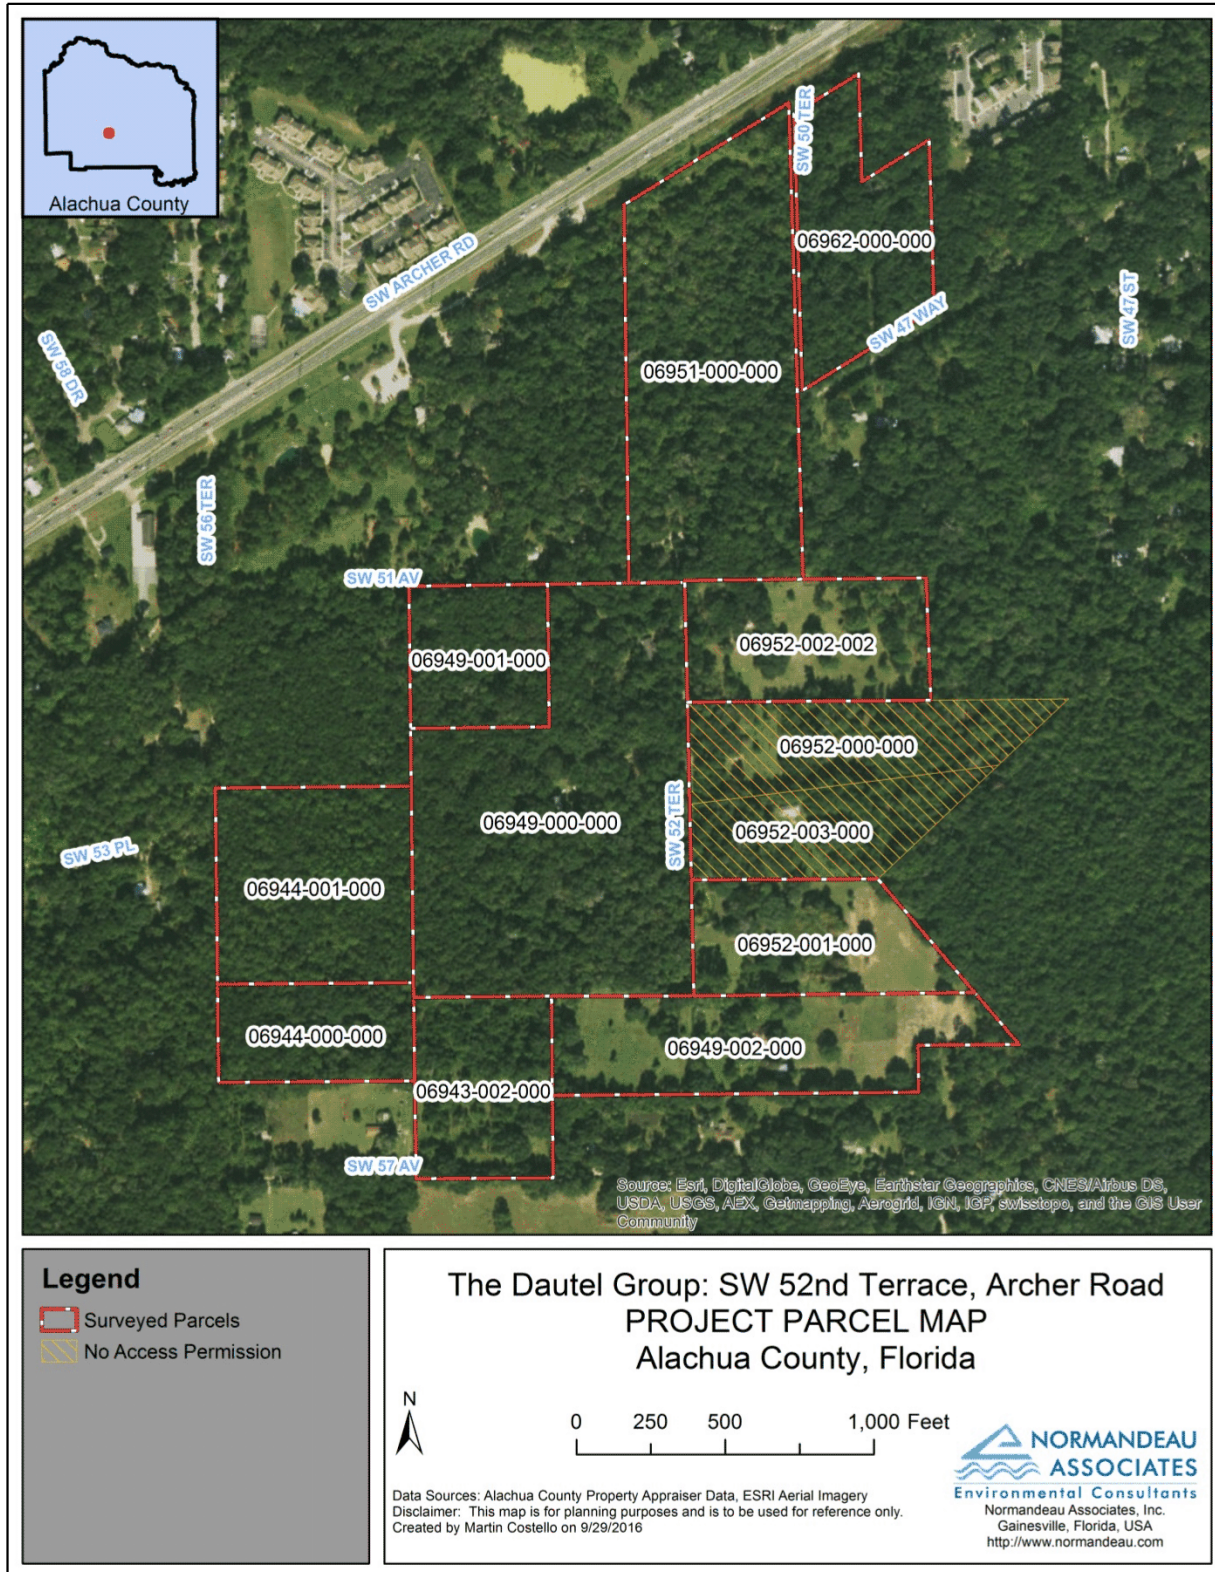 Alachua County
SW 50 TER
SW ARCHER RD
06962-000-000
SW 47 ST
SW 47 WAY
SW 58 DR
06951-000-000
SW 56 TER
SW 51 AV
06949-001-000
06952-002-002
06952-000-000
06949-000-000
SW 52 TER
06952-003-000
SW 53 PL
06944-001-000
06952-001-000
06944-000-000
06949-002-000
06943-002-000
SW 57 AV
Source: Esri, DigitalGlobe, GeoEye, Earthstar Geographics, CNES/Airbus DS,
USDA, USGS, AEX, Getmapping, Aerogrid, IGN, IGP, swisstopo, and the GIS User
Community
Legend
Surveyed Parcels
No Access Permission
The Dautel Group: SW 52nd Terrace, Archer Road
PROJECT PARCEL MAP
Alachua County, Florida
N
0 250 500 1,000 Feet
Data Sources: Alachua County Property Appraiser Data, ESRI Aerial Imagery
Disclaimer: This map is for planning purposes and is to be used for reference only.
Created by Martin Costello on 9/29/2016
NORMANDEAU
ASSOCIATES
Environmental Consultants
Normandeau Associates, Inc.
Gainesville, Florida, USA
http://www.normandeau.com